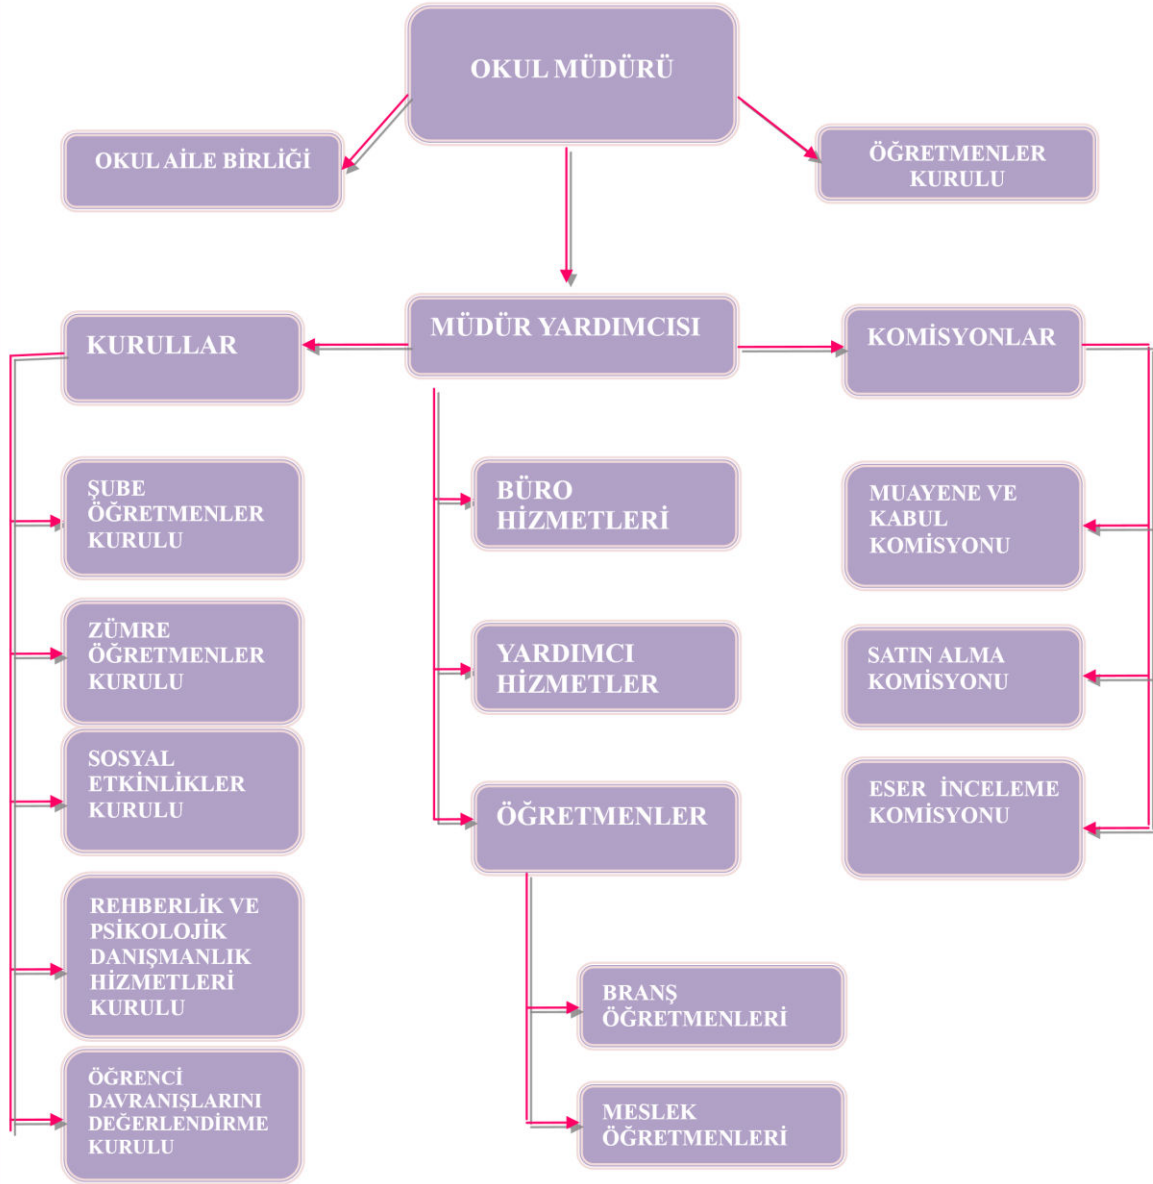 OKUL MÜDÜRÜ
OKUL AİLE BİRLİĞİ
ÖĞRETMENLER
KURULU
KURULLAR
MÜDÜR YARDIMCISI
KOMİSYONLAR
ŞUBE
ÖĞRETMENLER
KURULU
ZÜMRE
ÖĞRETMENLER
KURULU
SOSYAL
ETKİNLİKLER
KURULU
REHBERLİK VE
PSİKOLOJİK
DANIŞMANLIK
HİZMETLERİ
KURULU
ÖĞRENCİ
DAVRANIŞLARINI
DEĞERLENDİRME
KURULU
BÜRO
HİZMETLERİ
YARDIMCI
HİZMETLER
ÖĞRETMENLER
BRANŞ
ÖĞRETMENLERİ
MESLEK
ÖĞRETMENLERİ
MUAYENE VE
KABUL
KOMİSYONU
SATIN ALMA
KOMİSYONU
ESER İNCELEME
KOMİSYONU